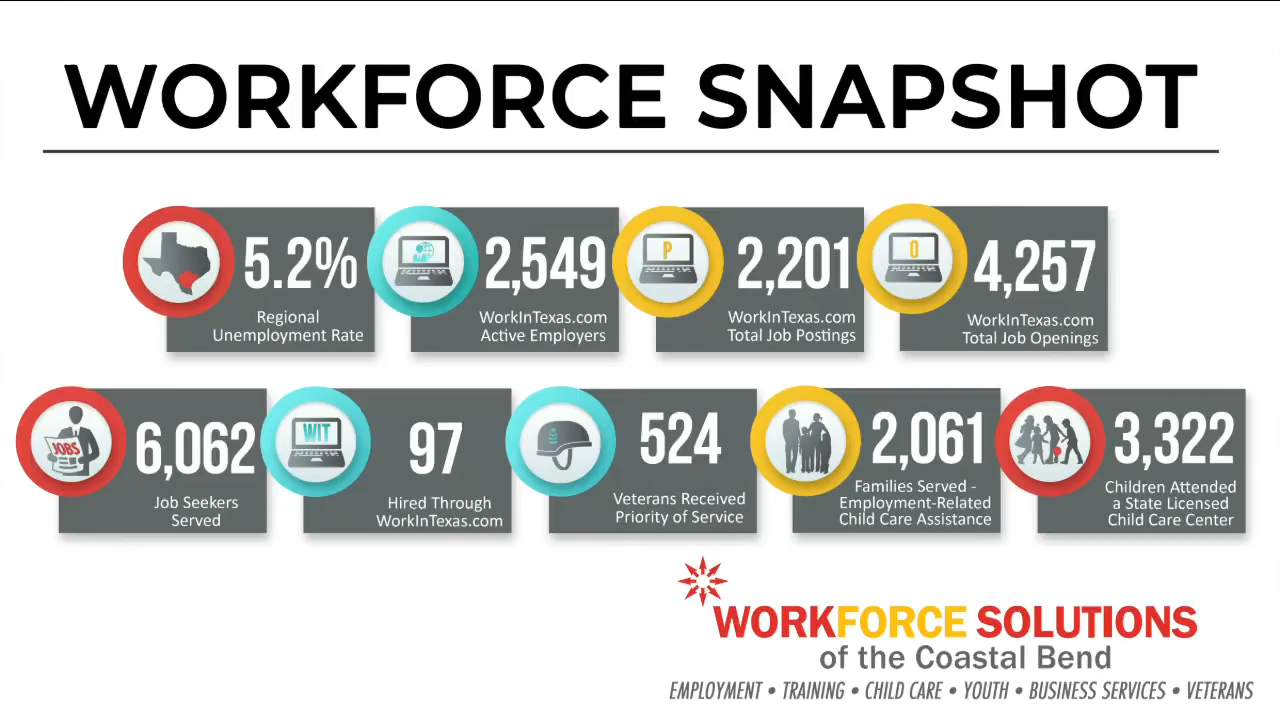 WORKFORCE SNAPSHOT
5.2%
Regional
Unemployment Rate
2,549
WorkInTexas.com
Active Employers
P
2,201
WorkInTexas.com
Total Job Postings
O
4,257
WorkInTexas.com
Total Job Openings
JOBS
6,062
Job Seekers
Served
WIT
97
Hired Through
WorkInTexas.com
524
Veterans Received
Priority of Service
2,061
Families Served -
Employment-Related
Child Care Assistance
3,322
Children Attended
a State Licensed
Child Care Center
WORKFORCE SOLUTIONS
of the Coastal Bend
EMPLOYMENT • TRAINING • CHILD CARE • YOUTH • BUSINESS SERVICES • VETERANS